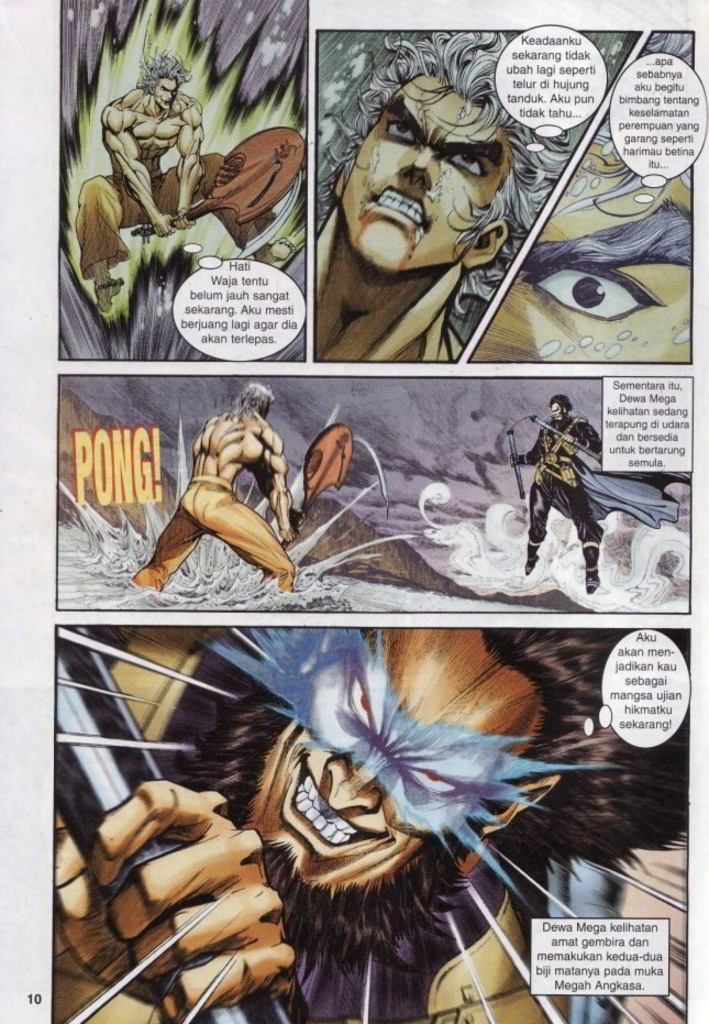 Hati
Waja tentu
belum jauh sangat
sekarang. Aku mesti
berjuang lagi agar dia
akan terlepas.
Keadaanku
sekarang tidak
ubah lagi seperti
telur di hujung
tanduk. Aku pun
tidak tahu...
...apa
sebabnya
aku begitu
bimbang tentang
keselamatan
perempuan yang
garang seperti
harimau betina
itu...
PONG!
Sementara itu,
Dewa Mega
kelihatan sedang
terapung di udara
dan bersedia
untuk bertarung
semula.
Aku
akan men-
jadikan kau
sebagai
mangsa ujian
hikmatku
sekarang!
Dewa Mega kelihatan
amat gembira dan
memakukan kedua-dua
biji matanya pada muka
Megah Angkasa.
10